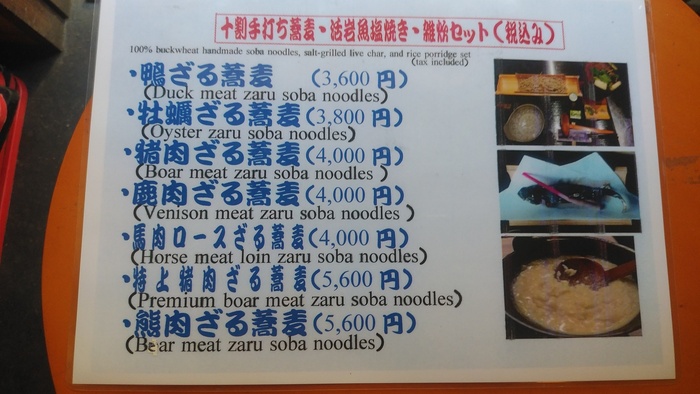 十割手打ち蕎麦・活岩魚塩焼き・雑炊セット(税込み)
100% buckwheat handmade soba noodles, salt-grilled live char, and rice porridge set
(tax included)
・鴨ざる蕎麦 (3,600 円)
(Duck meat zaru soba noodles)
・牡蠣ざる蕎麦(3,800 円)
(Oyster zaru soba noodles)
・猪肉ざる蕎麦(4,000 円)
(Boar meat zaru soba noodles )
・鹿肉ざる蕎麦(4,000 円)
(Venison meat zaru soba noodles )
・馬肉ロースざる蕎麦(4,000 円)
(Horse meat loin zaru soba noodles)
・特上猪肉ざる蕎麦(5,600 円)
(Premium boar meat zaru soba noodles)
・熊肉ざる蕎麦(5,600 円)
(Bear meat zaru soba noodles)